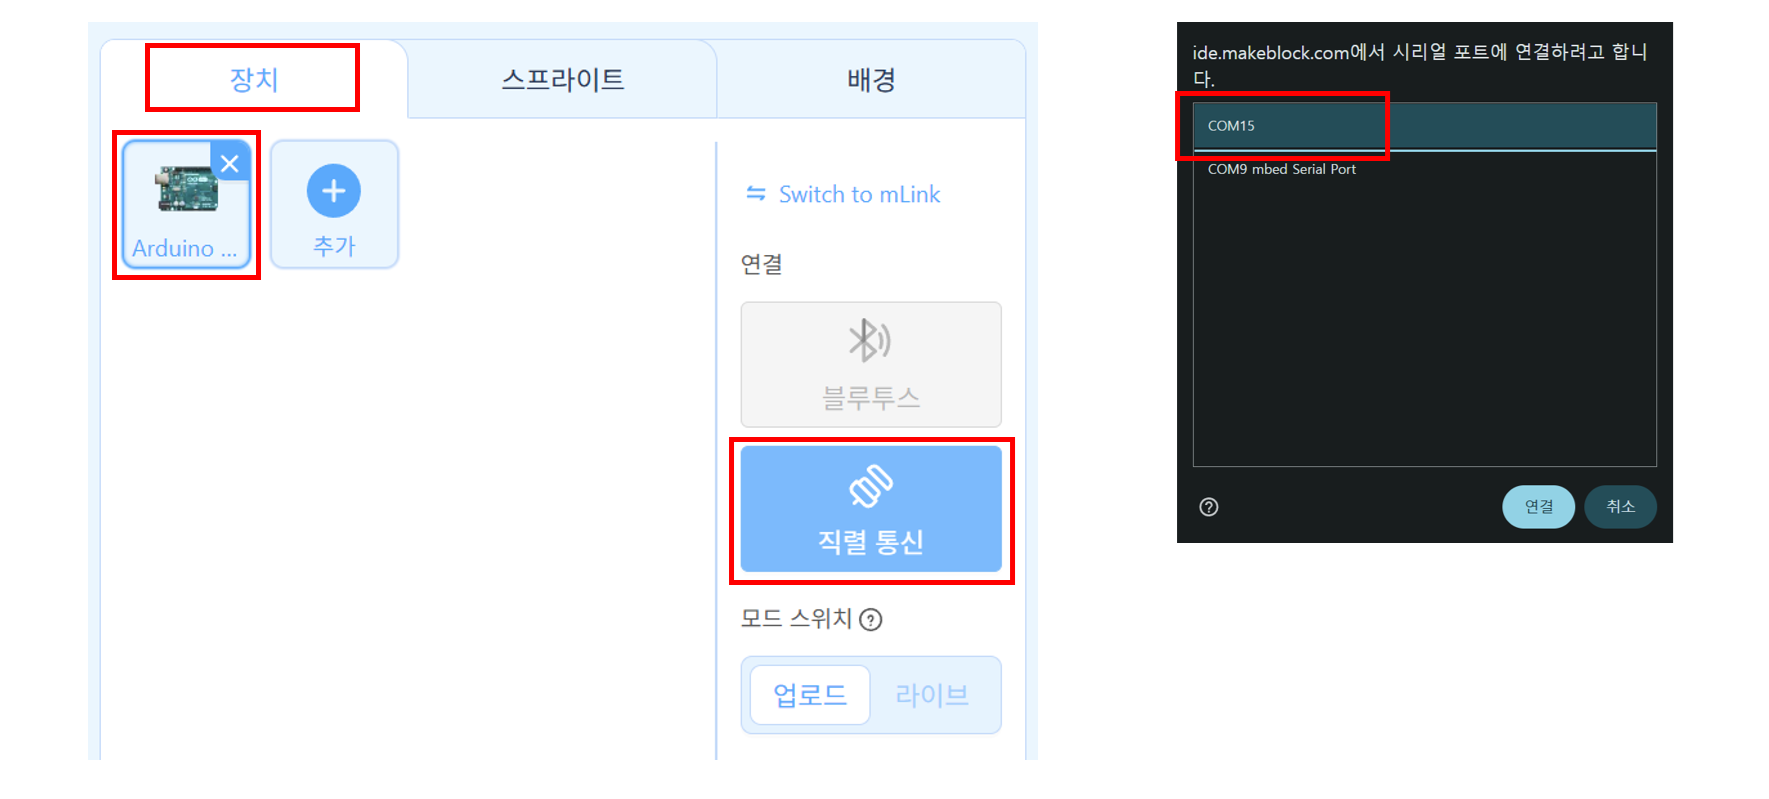 장치
스프라이트
배경
Arduino ...
추가
Switch to mLink
연결
블루투스
직렬 통신
모드 스위치 ?
업로드
라이브
ide.makeblock.com에서 시리얼 포트에 연결하려고 합니
다.
COM15
COM9 mbed Serial Port
?
연결
취소